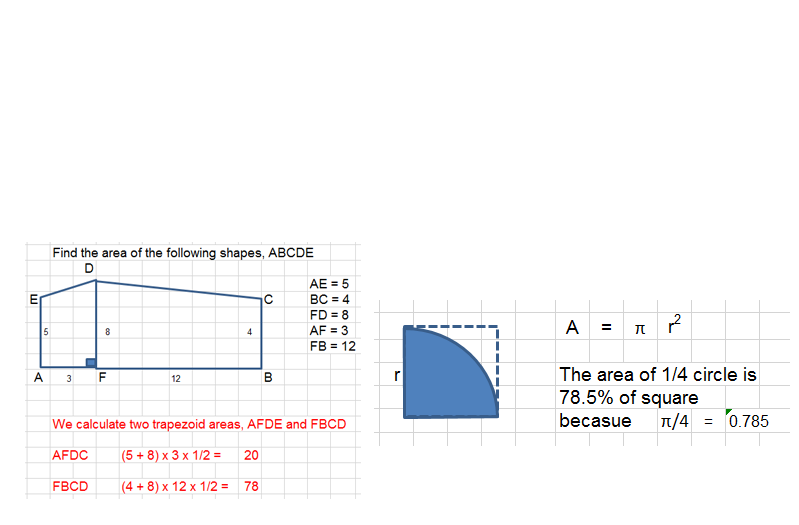 Find the area of the following shapes, ABCDE
D
AE = 5
E
C
BC = 4
FD = 8
5
8
4
AF = 3
FB = 12
A
3
F
12
B
We calculate two trapezoid areas, AFDE and FBCD
AFDC (5 + 8) x 3 x 1/2 = 20
FBCD (4 + 8) x 12 x 1/2 = 78
A = π r²
r
The area of 1/4 circle is
78.5% of square
becasue π/4 = 0.785